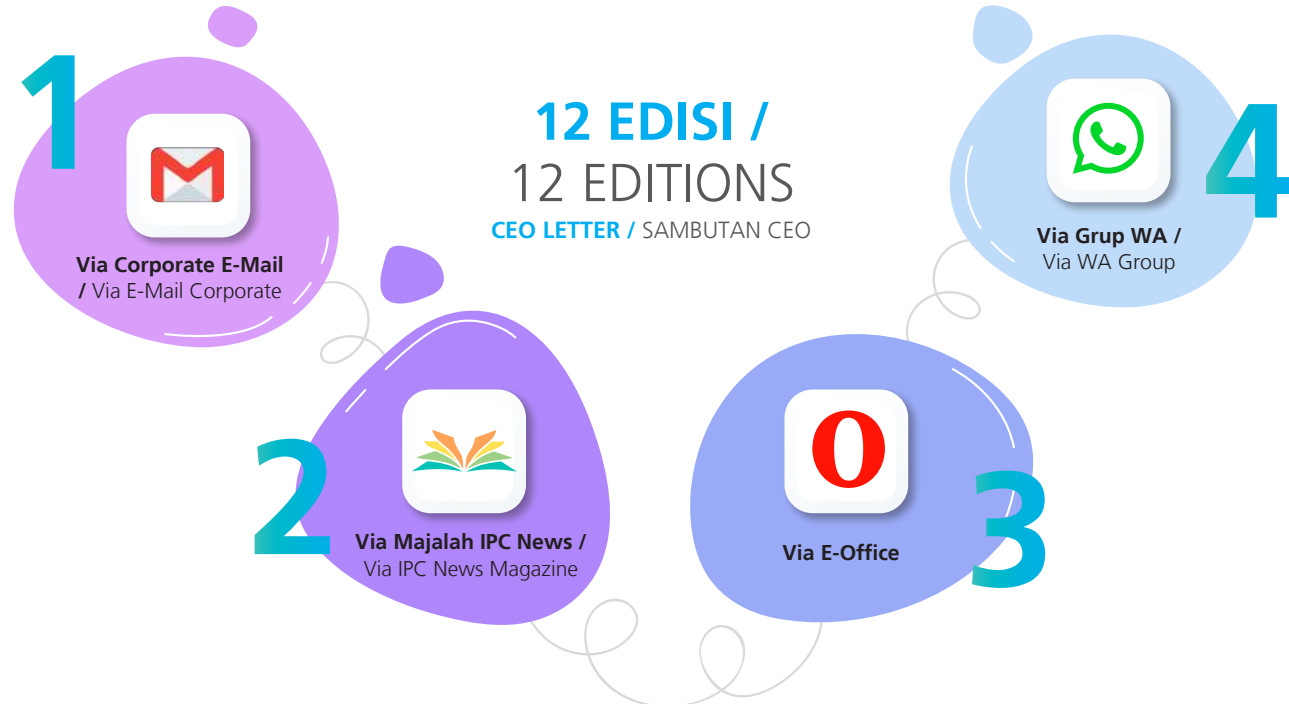 12 EDISI /
12 EDITIONS
CEO LETTER / SAMBUTAN CEO
1
Via Corporate E-Mail
/ Via E-Mail Corporate
2
Via Majalah IPC News /
Via IPC News Magazine
3
Via E-Office
4
Via Grup WA /
Via WA Group